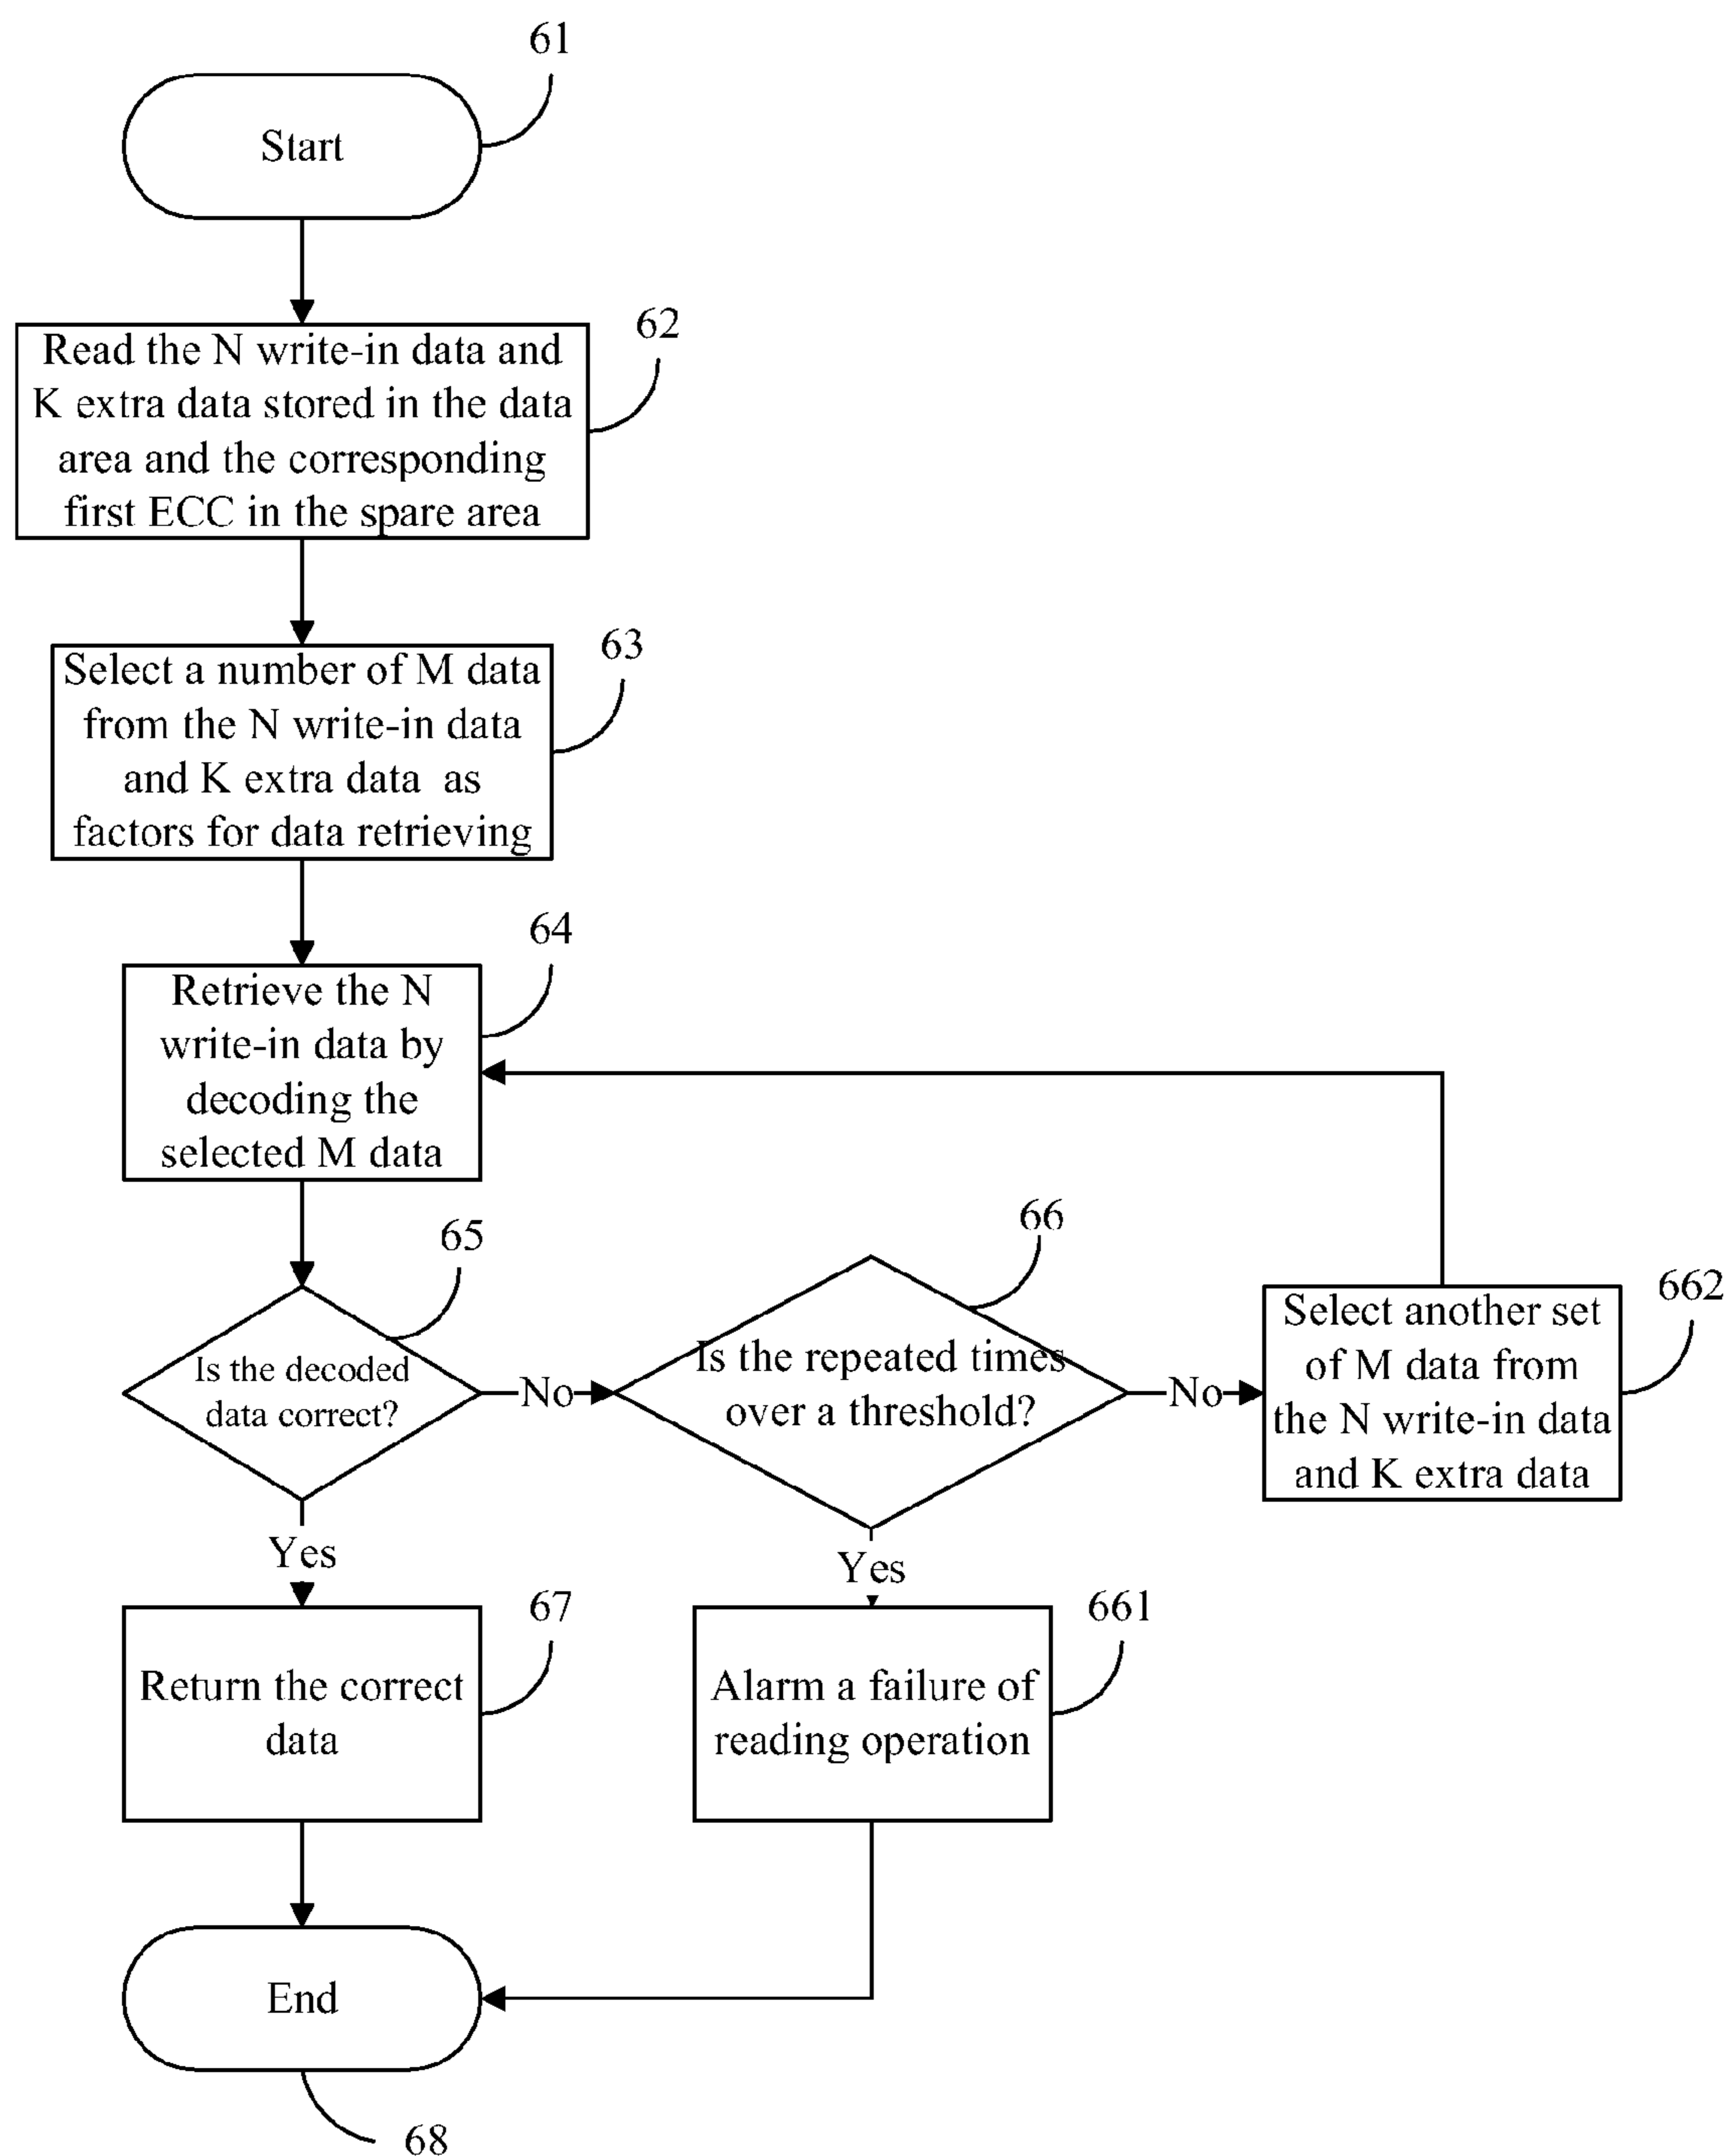 61
Start
62
Read the N write-in data and
K extra data stored in the data
area and the corresponding
first ECC in the spare area
63
Select a number of M data
from the N write-in data
and K extra data as
factors for data retrieving
64
Retrieve the N
write-in data by
decoding the
selected M data
65
Is the decoded
data correct?
No
66
Is the repeated times
over a threshold?
No
662
Select another set
of M data from
the N write-in data
and K extra data
Yes
Yes
67
Return the correct
data
661
Alarm a failure of
reading operation
End
68